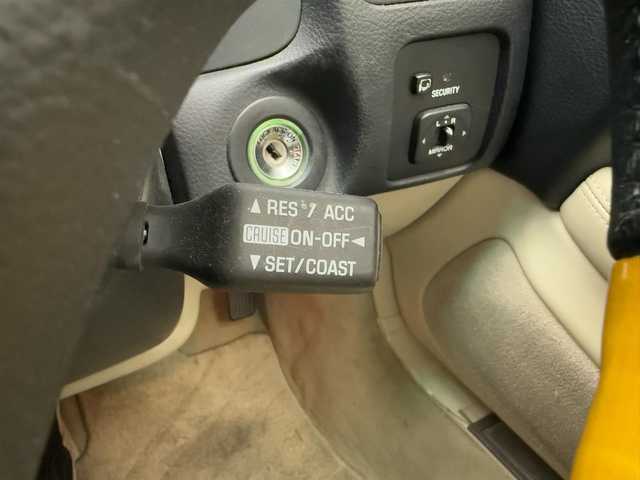 SECURITY
L R
MIRROR
▲ RES / ACC
CRUISE ON-OFF ◄
▼ SET/COAST